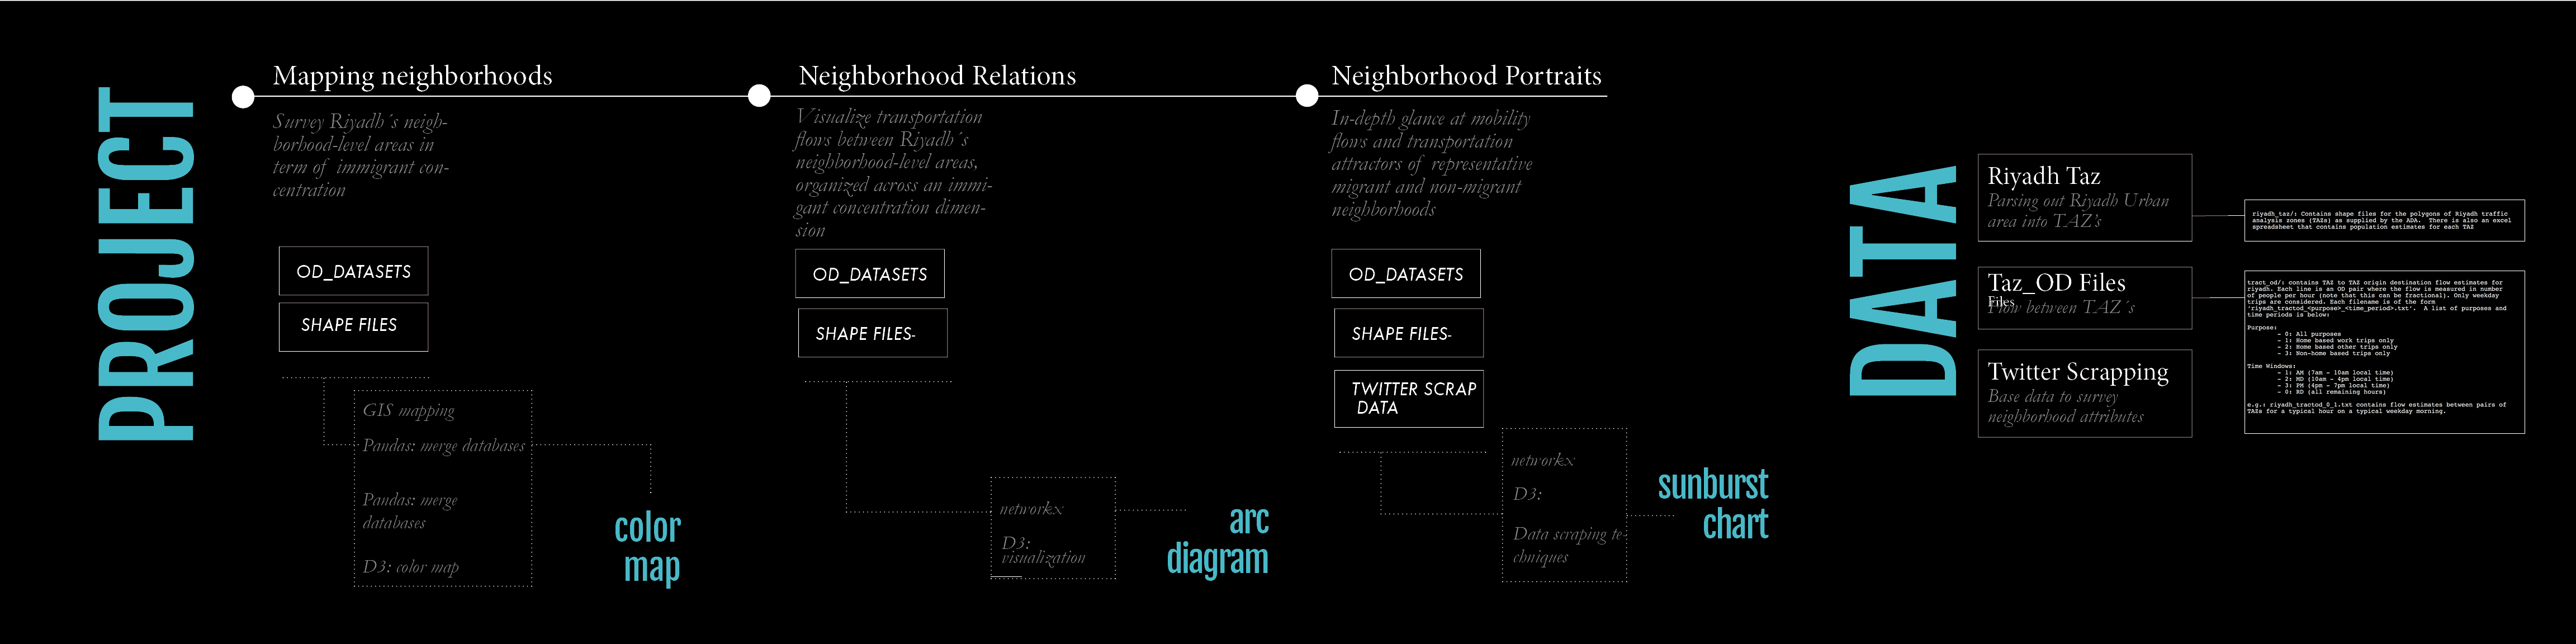 PROJECT
Mapping neighborhoods
Survey Riyadh´s neigh-
borhood-level areas in
term of  immigrant con-
centration
OD_DATASETS
SHAPE FILES
GIS mapping
Pandas: merge databases
Pandas: merge
databases
D3: color map
color
map
Neighborhood Relations
Visualize transportation
flows between Riyadh´s
neighborhood-level areas,
organized across an immi-
gant concentration dimen-
sion
OD_DATASETS
SHAPE FILES-
networkx
D3:
visualization
arc
diagram
Neighborhood Portraits
In-depth glance at mobility
flows and transportation
attractors of  representative
migrant and non-migrant
neighborhoods
OD_DATASETS
SHAPE FILES-
TWITTER SCRAP
DATA
networkx
D3:
Data scraping te-
chniques
sunburst
chart
DATA
Riyadh Taz
Parsing out Riyadh Urban
area into TAZ's
riyadh_taz/: Contains shape files for the polygons of Riyadh traffic
analysis zones (TAZs) as supplied by the ADA.  There is also an excel
spreadsheet that contains population estimates for each TAZ
Taz_OD Files
Files
Flow between TAZ´s
tract_od/: contains TAZ to TAZ origin destination flow estimates for
riyadh. Each line is an OD pair where the flow is measured in number
of people per hour (note that this can be fractional). Only weekday
trips are considered. Each filename is of the form
'riyadh_tractod_<purpose>_<time_period>.txt'.  A list of purposes and
time periods is below:
Purpose:
- 0: All purposes
- 1: Home based work trips only
- 2: Home based other trips only
- 3: Non-home based trips only
Time Windows:
- 1: AM (7am - 10am local time)
- 2: MD (10am - 4pm local time)
- 3: PM (4pm - 7pm local time)
- 0: RD (all remaining hours)
e.g.: riyadh_tractod_0_1.txt contains flow estimates between pairs of
TAZs for a typical hour on a typical weekday morning.
Twitter Scrapping
Base data to survey
neighborhood attributes